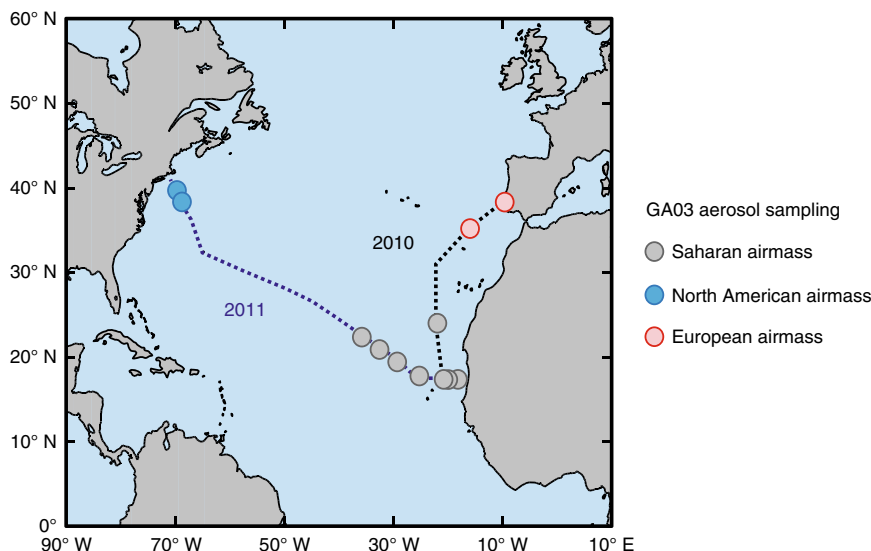 60° N
50° N
40° N
30° N
20° N
10° N
0°
90° W
70° W
50° W
30° W
10° W
10° E
2010
2011
GA03 aerosol sampling
Saharan airmass
North American airmass
European airmass